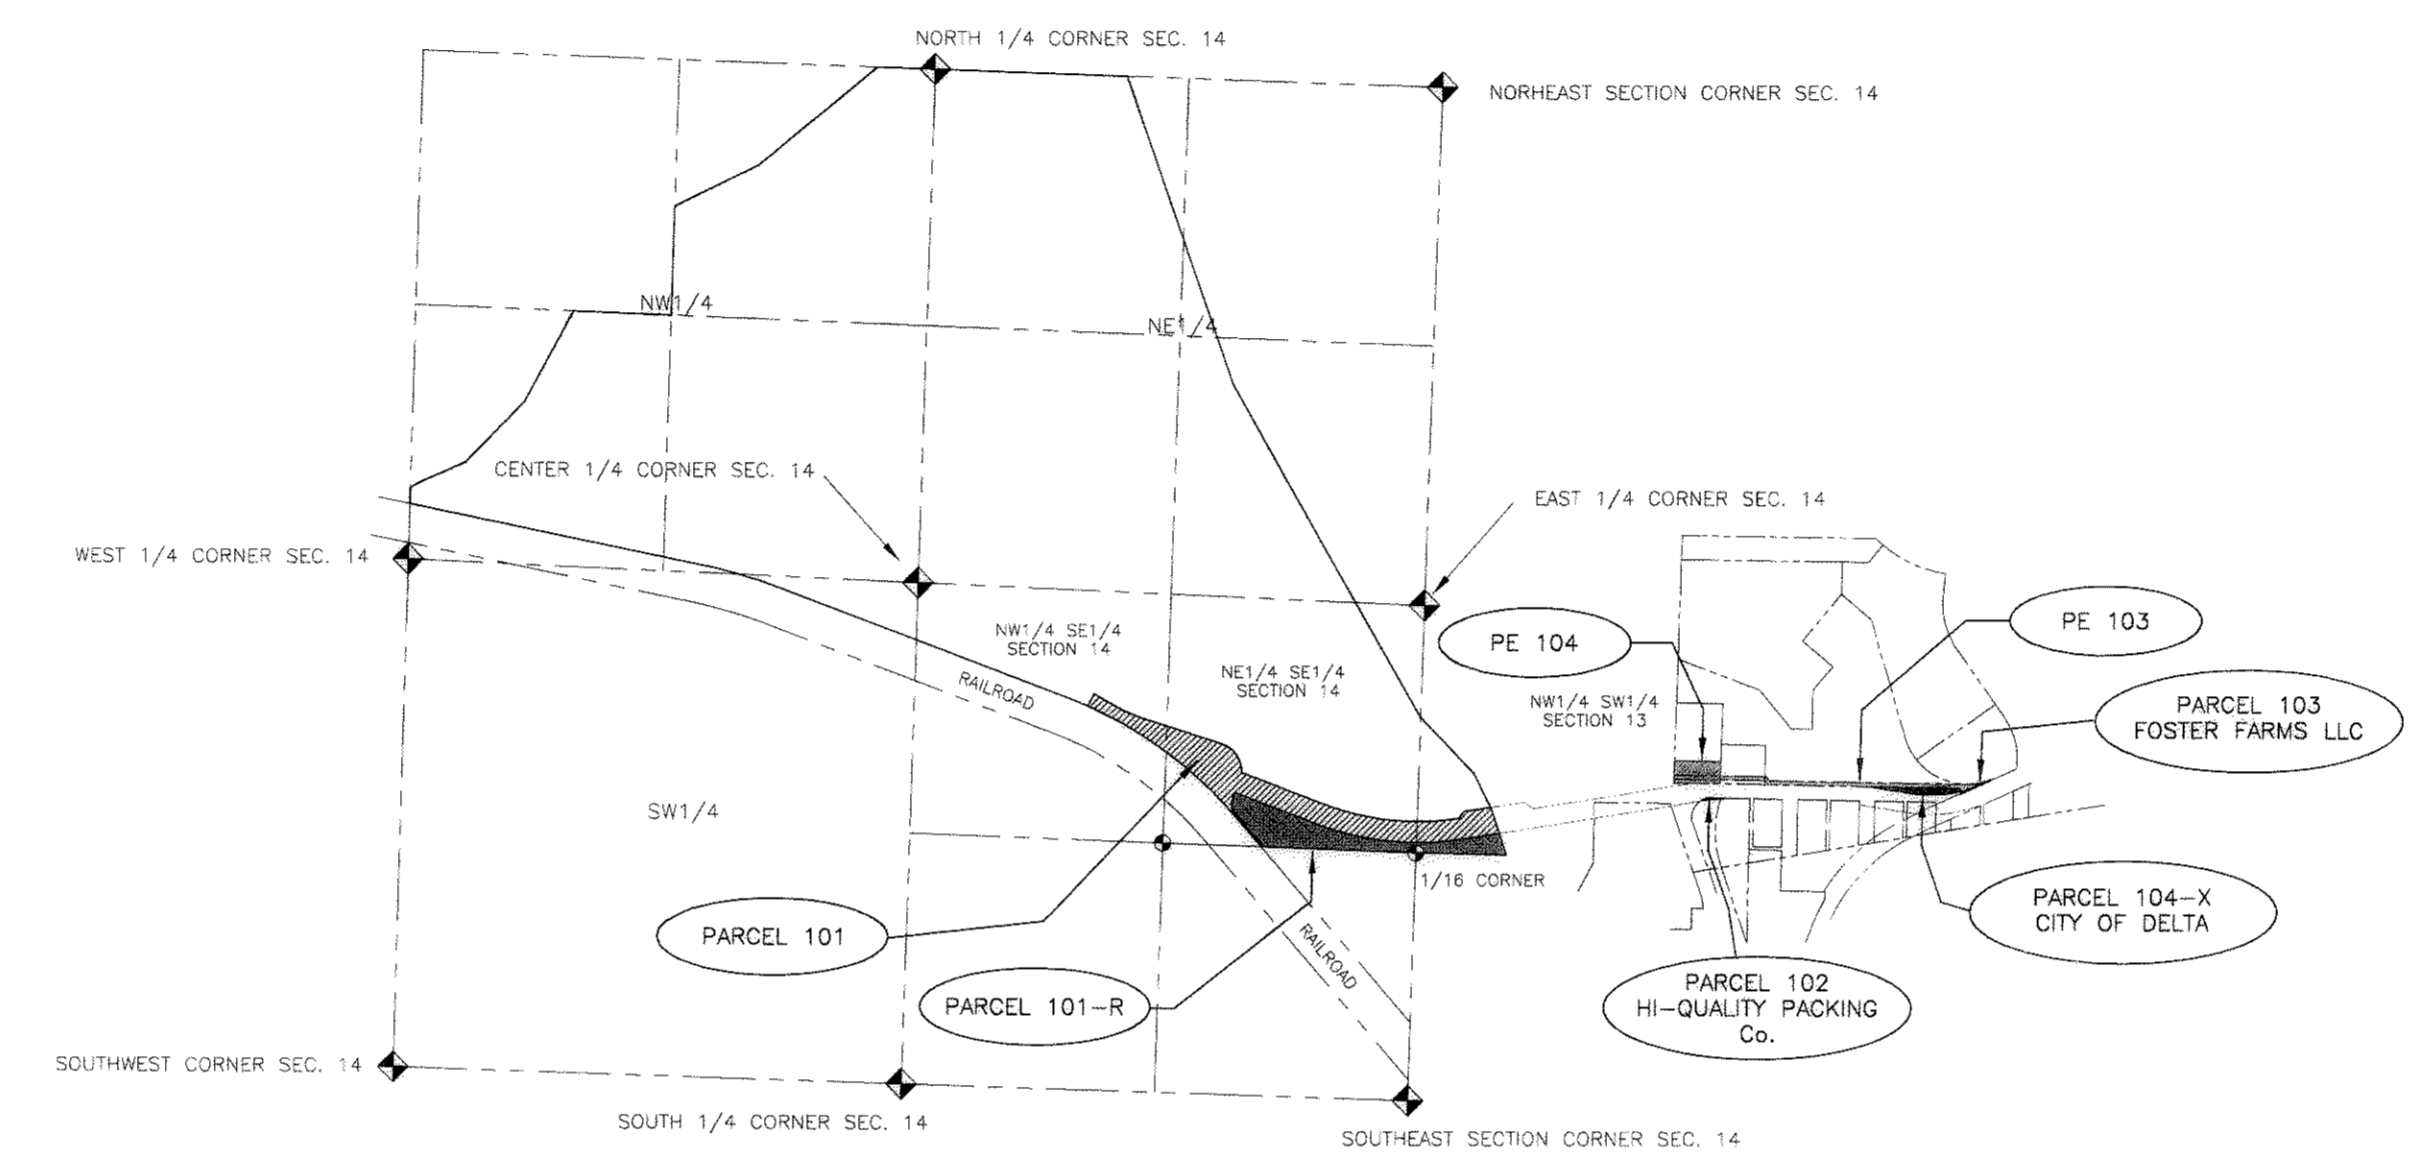 NORTH 1/4 CORNER SEC. 14
NORHEAST SECTION CORNER SEC. 14
NW1/4
NE1/4
CENTER 1/4 CORNER SEC. 14
EAST 1/4 CORNER SEC. 14
WEST 1/4 CORNER SEC. 14
NW1/4 SE1/4
SECTION 14
NE1/4 SE1/4
SECTION 14
PE 104
PE 103
NW1/4 SW1/4
SECTION 13
RAILROAD
PARCEL 103
FOSTER FARMS LLC
SW1/4
1/16 CORNER
PARCEL 101
PARCEL 104-X
CITY OF DELTA
RAILROAD
PARCEL 101-R
PARCEL 102
HI-QUALITY PACKING
Co.
SOUTHWEST CORNER SEC. 14
SOUTH 1/4 CORNER SEC. 14
SOUTHEAST SECTION CORNER SEC. 14